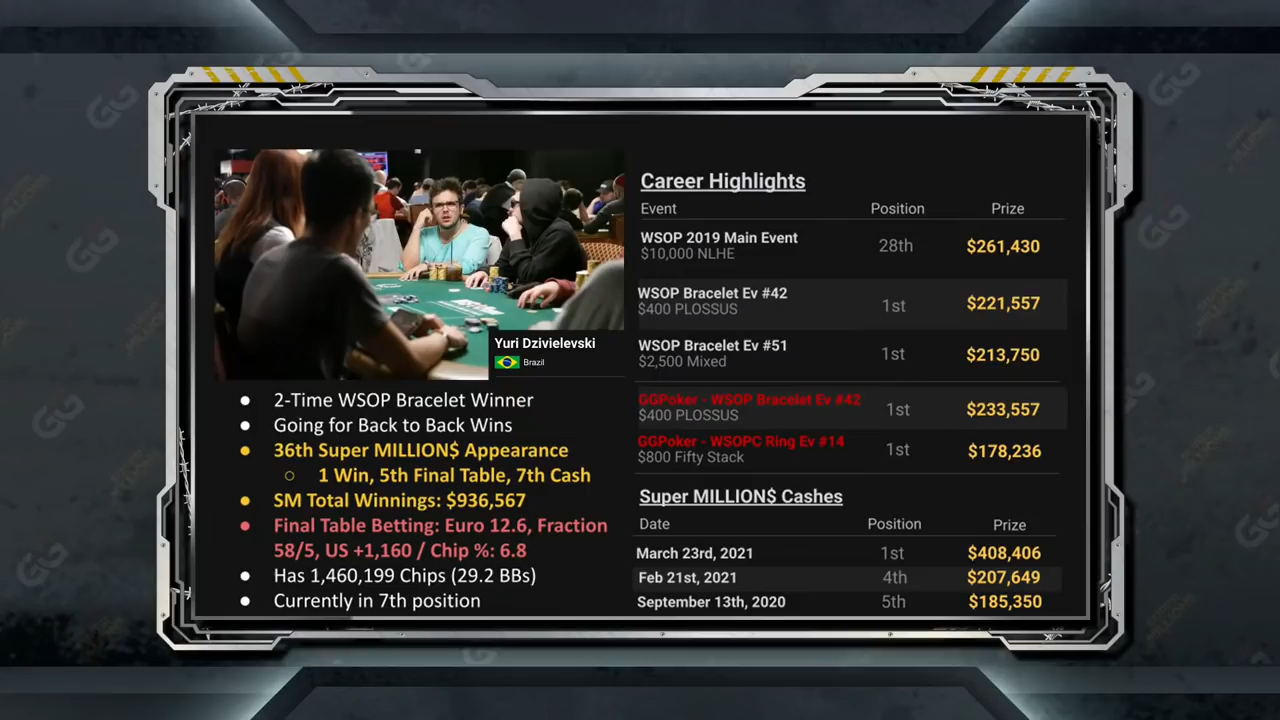 Yuri Dzivielevski
Brazil
● 2-Time WSOP Bracelet Winner
● Going for Back to Back Wins
● 36th Super MILLION$ Appearance
○ 1 Win, 5th Final Table, 7th Cash
● SM Total Winnings: $936,567
● Final Table Betting: Euro 12.6, Fraction
58/5, US +1,160 / Chip %: 6.8
● Has 1,460,199 Chips (29.2 BBs)
● Currently in 7th position
Career Highlights
Event Position Prize
WSOP 2019 Main Event
$10,000 NLHE
28th $261,430
WSOP Bracelet Ev #42
$400 PLOSSUS
1st $221,557
WSOP Bracelet Ev #51
$2,500 Mixed
1st $213,750
GGPoker - WSOP Bracelet Ev #42
$400 PLOSSUS
1st $233,557
GGPoker - WSOPC Ring Ev #14
$800 Fifty Stack
1st $178,236
Super MILLION$ Cashes
Date Position Prize
March 23rd, 2021 1st $408,406
Feb 21st, 2021 4th $207,649
September 13th, 2020 5th $185,350